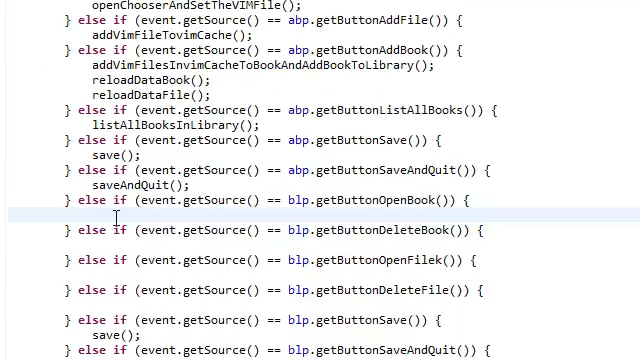 openChooserAndSetTheVIMFile();
} else if (event.getSource() == abp.getButtonAddFile()) {
addVimFileTovimCache();
} else if (event.getSource() == abp.getButtonAddBook()) {
addVimFilesInvimCacheToBookAndAddBookToLibrary();
reloadDataBook();
reloadDataFile();
} else if (event.getSource() == abp.getButtonListAllBooks()) {
listAllBooksInLibrary();
} else if (event.getSource() == abp.getButtonSave()) {
save();
} else if (event.getSource() == abp.getButtonSaveAndQuit()) {
saveAndQuit();
} else if (event.getSource() == blp.getButtonOpenBook()) {
} else if (event.getSource() == blp.getButtonDeleteBook()) {
} else if (event.getSource() == blp.getButtonOpenFilek()) {
} else if (event.getSource() == blp.getButtonDeleteFile()) {
} else if (event.getSource() == blp.getButtonSave()) {
save();
} else if (event.getSource() == blp.getButtonSaveAndQuit()) {